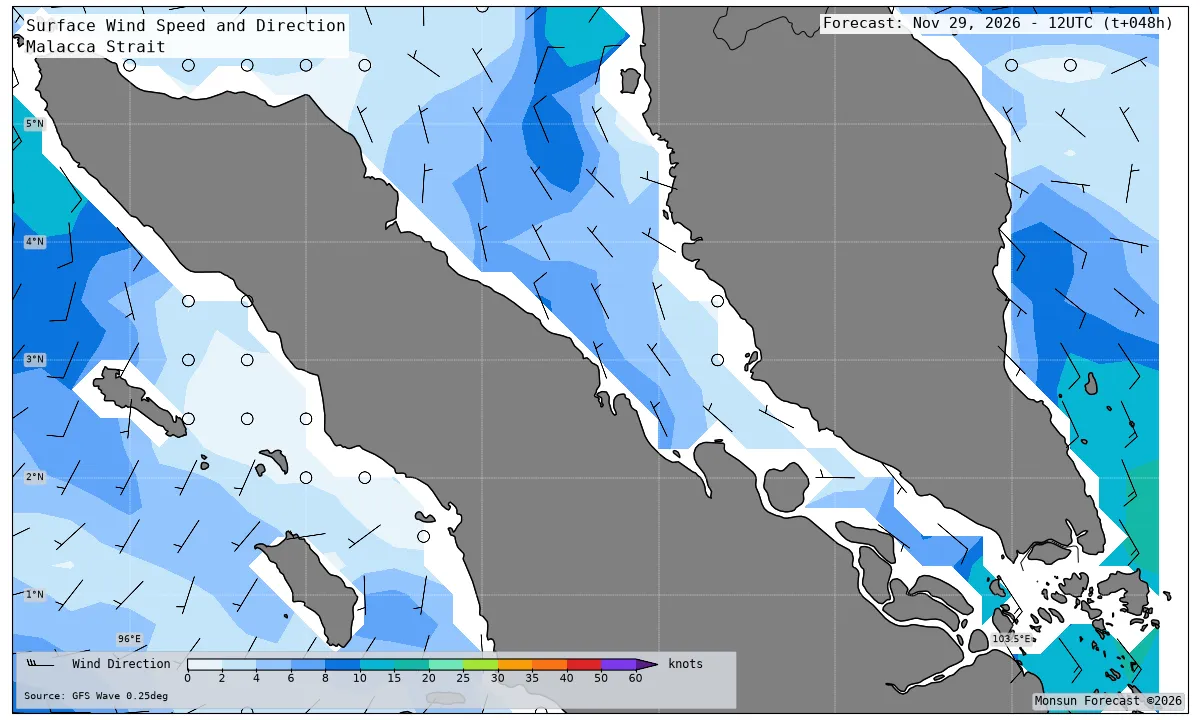 Surface Wind Speed and Direction
Malacca Strait
Forecast: Nov 29, 2026 - 12UTC (t+048h)
5°N
4°N
3°N
2°N
1°N
96°E
103.5°E
Wind Direction
knots
0 2 4 6 8 10 15 20 25 30 35 40 50 60
Source: GFS Wave 0.25deg
Monsun Forecast ©2026